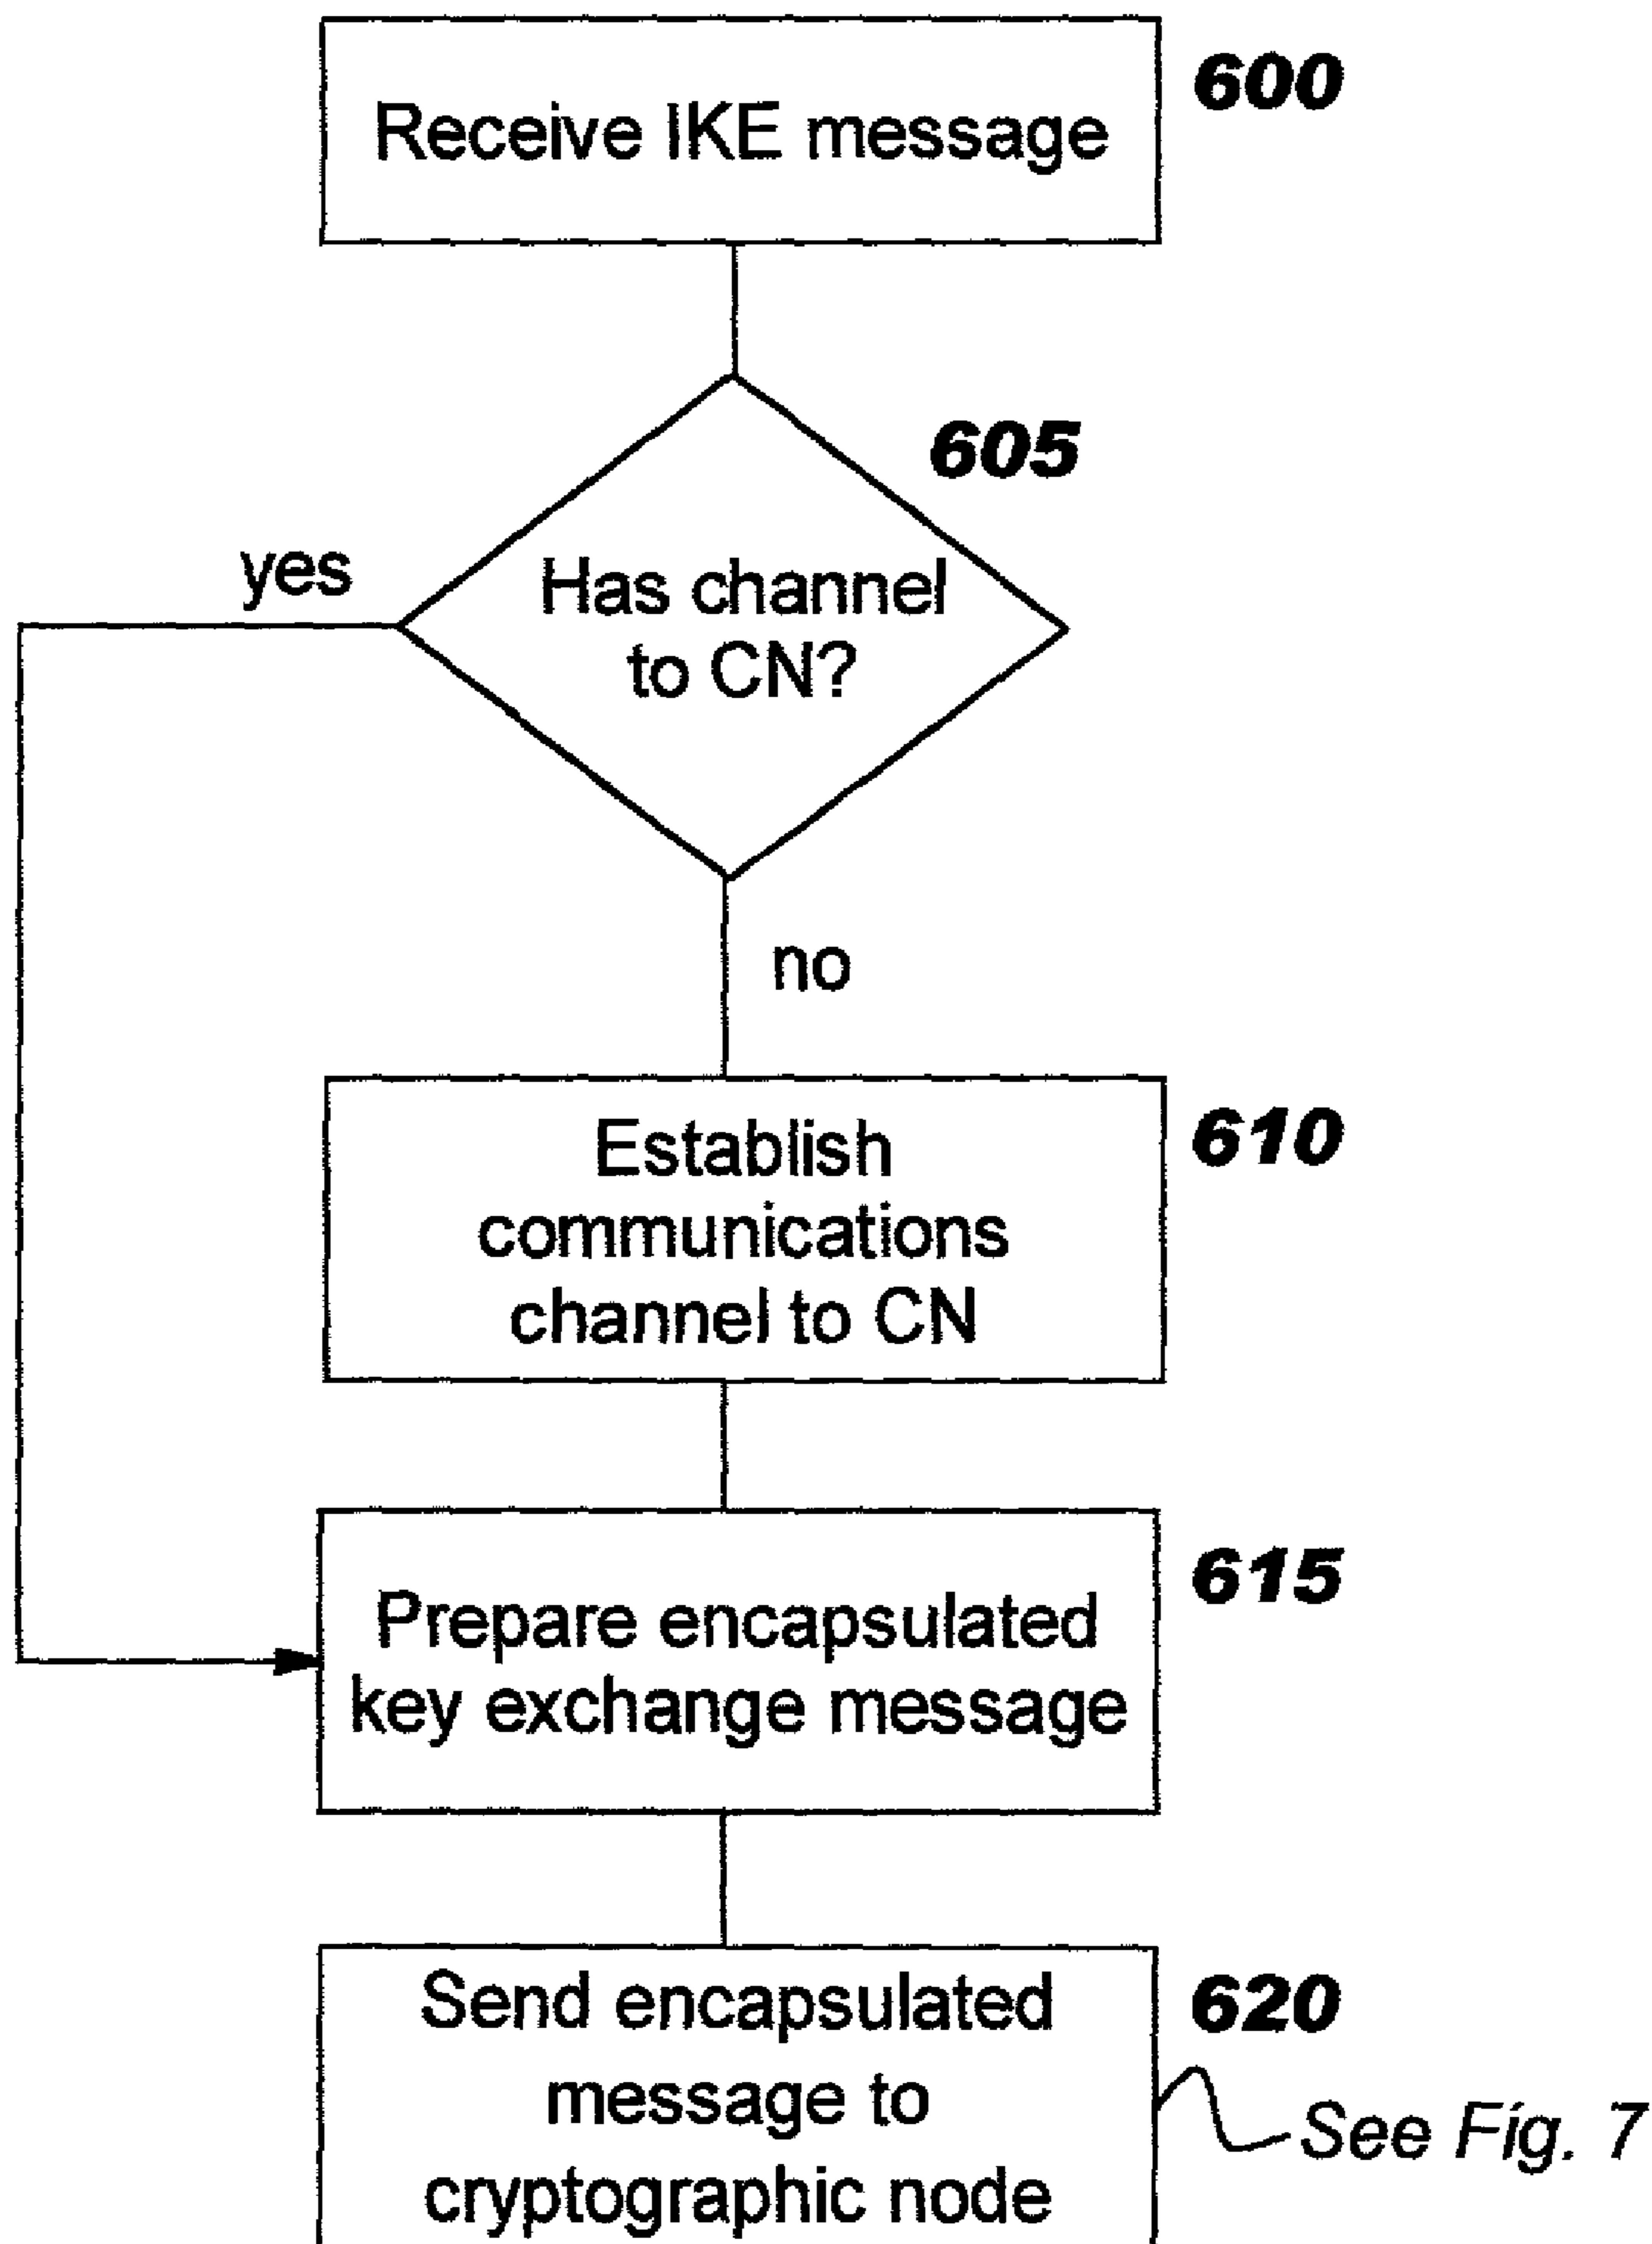 Receive IKE message
600
605
Has channel
to CN?
yes
no
Establish
communications
channel to CN
610
Prepare encapsulated
key exchange message
615
Send encapsulated
message to
cryptographic node
620
See Fig. 7